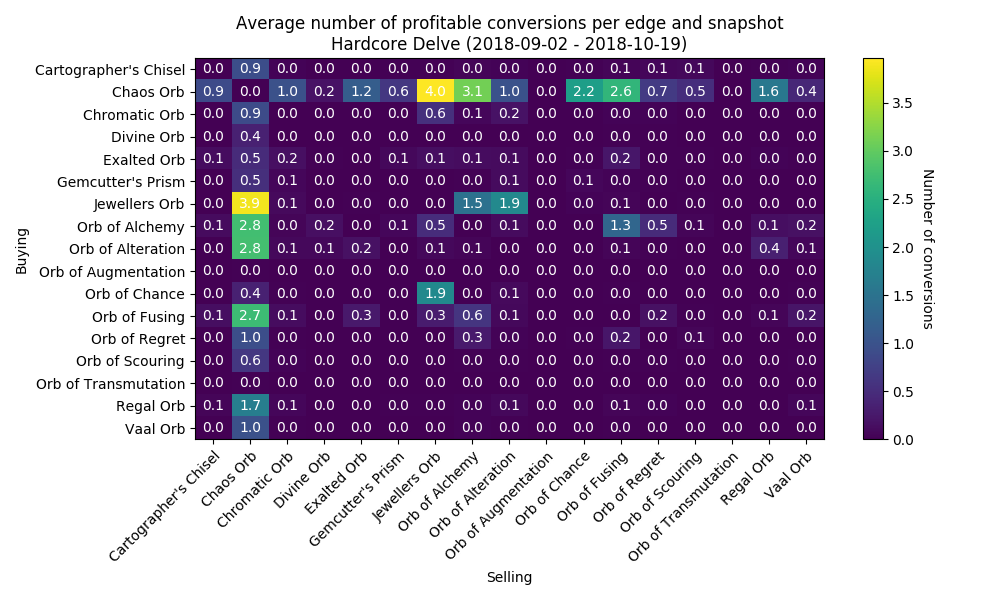 Average number of profitable conversions per edge and snapshot
Hardcore Delve (2018-09-02 - 2018-10-19)
Buying
Cartographer's Chisel 0.0 0.9 0.0 0.0 0.0 0.0 0.0 0.0 0.0 0.0 0.0 0.1 0.1 0.1 0.0 0.0 0.0
Chaos Orb 0.9 0.0 1.0 0.2 1.2 0.6 4.0 3.1 1.0 0.0 2.2 2.6 0.7 0.5 0.0 1.6 0.4
Chromatic Orb 0.0 0.9 0.0 0.0 0.0 0.0 0.6 0.1 0.2 0.0 0.0 0.0 0.0 0.0 0.0 0.0 0.0
Divine Orb 0.0 0.4 0.0 0.0 0.0 0.0 0.0 0.0 0.0 0.0 0.0 0.0 0.0 0.0 0.0 0.0 0.0
Exalted Orb 0.1 0.5 0.2 0.0 0.0 0.1 0.1 0.1 0.1 0.0 0.0 0.2 0.0 0.0 0.0 0.0 0.0
Gemcutter's Prism 0.0 0.5 0.1 0.0 0.0 0.0 0.0 0.0 0.1 0.0 0.1 0.0 0.0 0.0 0.0 0.0 0.0
Jewellers Orb 0.0 3.9 0.1 0.0 0.0 0.0 0.0 1.5 1.9 0.0 0.0 0.1 0.0 0.0 0.0 0.0 0.0
Orb of Alchemy 0.1 2.8 0.0 0.2 0.0 0.1 0.5 0.0 0.1 0.0 0.0 1.3 0.5 0.1 0.0 0.1 0.2
Orb of Alteration 0.0 2.8 0.1 0.1 0.2 0.0 0.1 0.1 0.0 0.0 0.0 0.1 0.0 0.0 0.0 0.4 0.1
Orb of Augmentation 0.0 0.0 0.0 0.0 0.0 0.0 0.0 0.0 0.0 0.0 0.0 0.0 0.0 0.0 0.0 0.0 0.0
Orb of Chance 0.0 0.4 0.0 0.0 0.0 0.0 1.9 0.0 0.1 0.0 0.0 0.0 0.0 0.0 0.0 0.0 0.0
Orb of Fusing 0.1 2.7 0.1 0.0 0.3 0.0 0.3 0.6 0.1 0.0 0.0 0.0 0.2 0.0 0.0 0.1 0.2
Orb of Regret 0.0 1.0 0.0 0.0 0.0 0.0 0.0 0.3 0.0 0.0 0.0 0.2 0.0 0.1 0.0 0.0 0.0
Orb of Scouring 0.0 0.6 0.0 0.0 0.0 0.0 0.0 0.0 0.0 0.0 0.0 0.0 0.0 0.0 0.0 0.0 0.0
Orb of Transmutation 0.0 0.0 0.0 0.0 0.0 0.0 0.0 0.0 0.0 0.0 0.0 0.0 0.0 0.0 0.0 0.0 0.0
Regal Orb 0.1 1.7 0.1 0.0 0.0 0.0 0.0 0.0 0.1 0.0 0.0 0.1 0.0 0.0 0.0 0.0 0.1
Vaal Orb 0.0 1.0 0.0 0.0 0.0 0.0 0.0 0.0 0.0 0.0 0.0 0.0 0.0 0.0 0.0 0.0 0.0
Cartographer's Chisel
Chaos Orb
Chromatic Orb
Divine Orb
Exalted Orb
Gemcutter's Prism
Jewellers Orb
Orb of Alchemy
Orb of Alteration
Orb of Augmentation
Orb of Chance
Orb of Fusing
Orb of Regret
Orb of Scouring
Orb of Transmutation
Regal Orb
Vaal Orb
Selling
3.5
3.0
2.5
2.0
1.5
1.0
0.5
0.0
Number of conversions